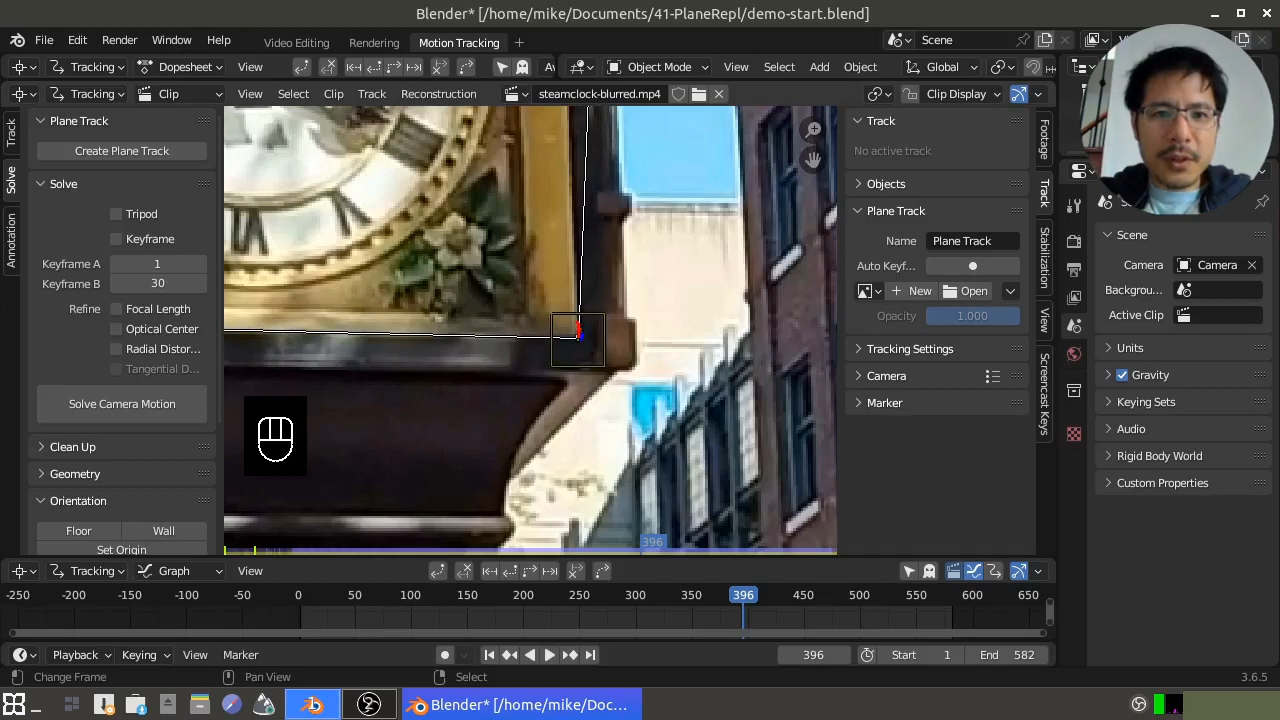 Blender* [/home/mike/Documents/41-PlaneRepl/demo-start.blend]
File Edit Render Window Help Video Editing Rendering Motion Tracking Scene
Tracking Dopesheet View Object Mode View Select Add Object Global
Tracking Clip View Select Clip Track Reconstruction steamclock-blurred.mp4 Clip Display
Track
Solve
Annotation
Plane Track
Create Plane Track
Solve
Tripod
Keyframe
Keyframe A 1
Keyframe B 30
Refine Focal Length
Optical Center
Radial Distor...
Tangential D...
Solve Camera Motion
Clean Up
Geometry
Orientation
Floor Wall
Set Origin
396
Track
No active track
Objects
Plane Track
Name Plane Track
Auto Keyf...
New Open
Opacity 1.000
Tracking Settings
Camera
Marker
Footage
Track
Stabilization
View
Screencast Keys
Scene
Camera Camera
Backgrou...
Active Clip
Units
Gravity
Keying Sets
Audio
Rigid Body World
Custom Properties
Tracking Graph View
-250 -200 -150 -100 -50 0 50 100 150 200 250 300 350 396 450 500 550 600 650
Playback Keying View Marker 396 Start 1 End 582
Change Frame Pan View Select 3.6.5
Blender* [/home/mike/Doc...